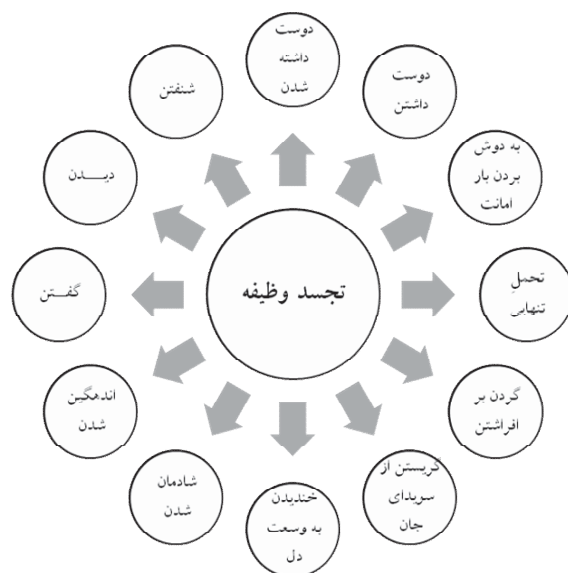 تجسد وظیفه
دوست
داشته
شدن
دوست
داشتن
به دوش
بردن بار
امانت
تحملِ
تنهایی
گردن بر
افراشتن
گریستن از
سویدای
جان
خندیدن
به وسعت
دل
شادمان
شدن
اندهگین
شدن
گفتن
دیدن
شنفتن